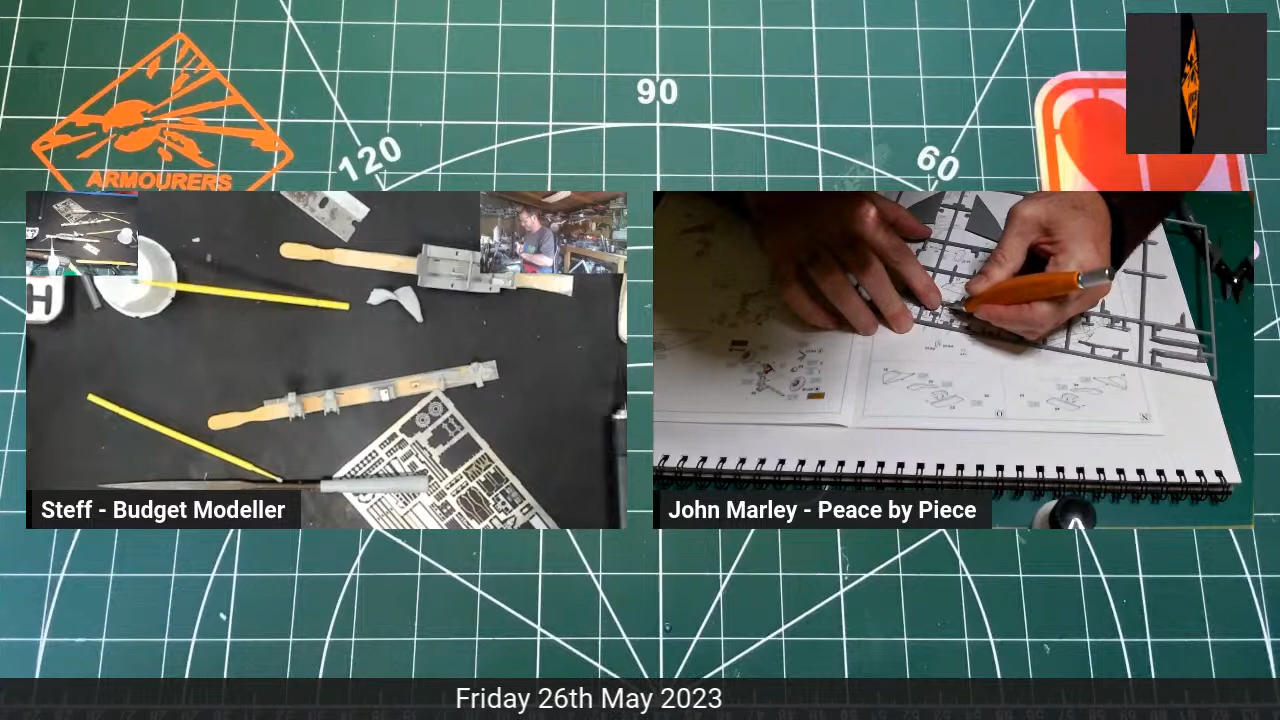 90
120
60
ARMOURERS
H
Steff - Budget Modeller
John Marley - Peace by Piece
Friday 26th May 2023